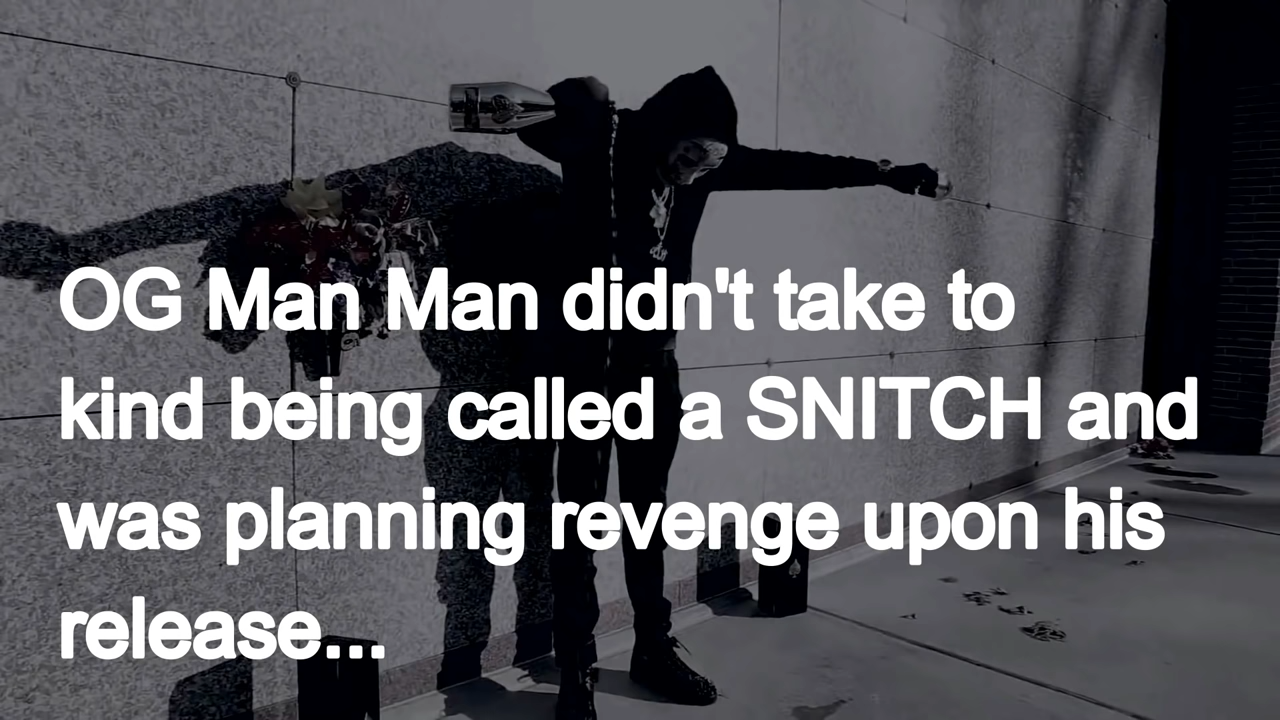 OG Man Man didn't take to
kind being called a SNITCH and
was planning revenge upon his
release...